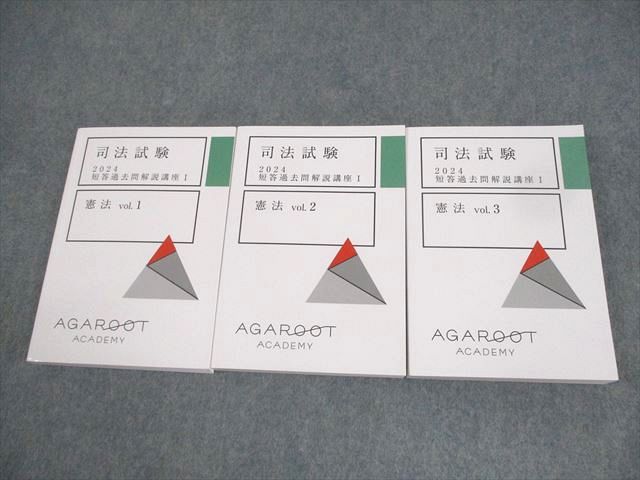 司法試験
2024
短答過去問解説講座 I
憲法 vol. 1
AGAROOT
ACADEMY
司法試験
2024
短答過去問解説講座 I
憲法 vol. 2
AGAROOT
ACADEMY
司法試験
2024
短答過去問解説講座 I
憲法 vol. 3
AGAROOT
ACADEMY